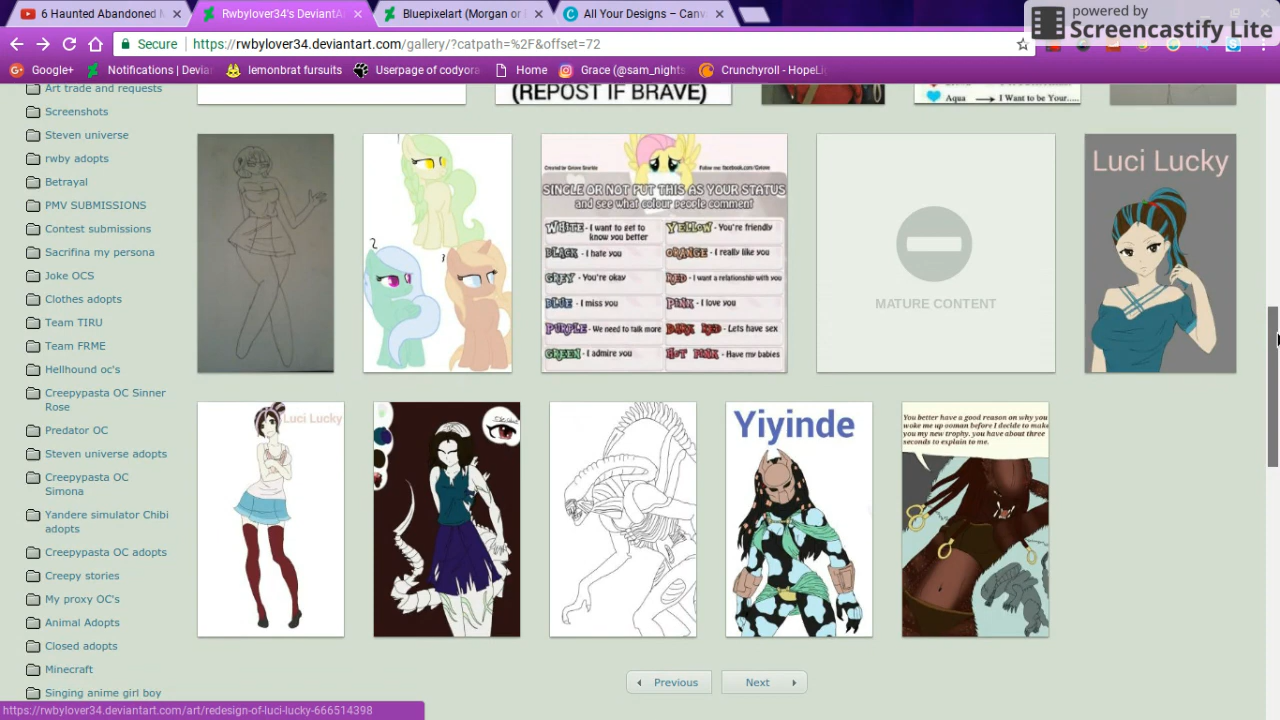 6 Haunted Abandoned M
Rwbylover34's DeviantA
Bluepixelart (Morgan or
All Your Designs – Canv
powered by
Screencastify Lite
Secure
https://rwbylover34.deviantart.com/gallery/?catpath=%2F&offset=72
Google+
Notifications | Devia
lemonbrat fursuits
Userpage of codyora
Home
Grace (@sam_nights
Crunchyroll - HopeLi
Art trade and requests
Screenshots
Steven universe
rwby adopts
Betrayal
PMV SUBMISSIONS
Contest submissions
Sacrifina my persona
Joke OCS
Clothes adopts
Team TIRU
Team FRME
Hellhound oc's
Creepypasta OC Sinner
Rose
Predator OC
Steven universe adopts
Creepypasta OC
Simona
Yandere simulator Chibi
adopts
Creepypasta OC adopts
Creepy stories
My proxy OC's
Animal Adopts
Closed adopts
Minecraft
Singing anime girl boy
(REPOST IF BRAVE)
Aqua → I Want to be Your.....
SINGLE OR NOT PUT THIS AS YOUR STATUS
and see what colour people comment
WHITE - I want to get to
know you better
BLACK - I hate you
GREY - You're okay
BLUE - I miss you
PURPLE - We need to talk more
GREEN - I admire you
YELLOW - You're friendly
ORANGE - I really like you
RED - I want a relationship with you
PINK - I love you
DARK RED - Lets have sex
HOT PINK - Have my babies
MATURE CONTENT
Luci Lucky
Luci Lucky
Yiyinde
You better have a good reason on why you
woke me up ooman before I decide to make
you my new trophy. you have about three
seconds to explain to me.
Previous
Next
https://rwbylover34.deviantart.com/art/redesign-of-luci-lucky-666514398